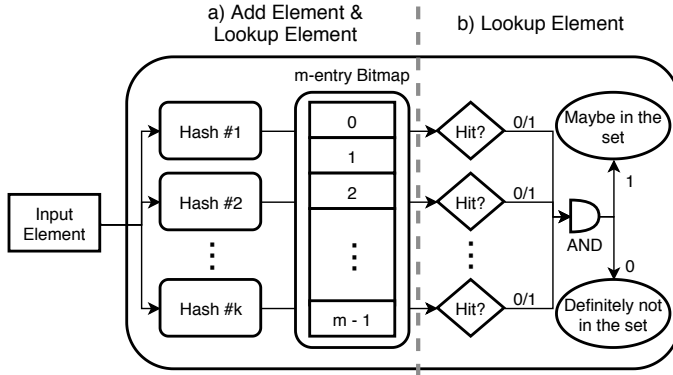 a) Add Element &
Lookup Element
b) Lookup Element
m-entry Bitmap
Input
Element
Hash #1
Hash #2
Hash #k
0
1
2
m - 1
Hit?
0/1
Hit?
0/1
Hit?
0/1
AND
Maybe in the
set
1
0
Definitely not
in the set